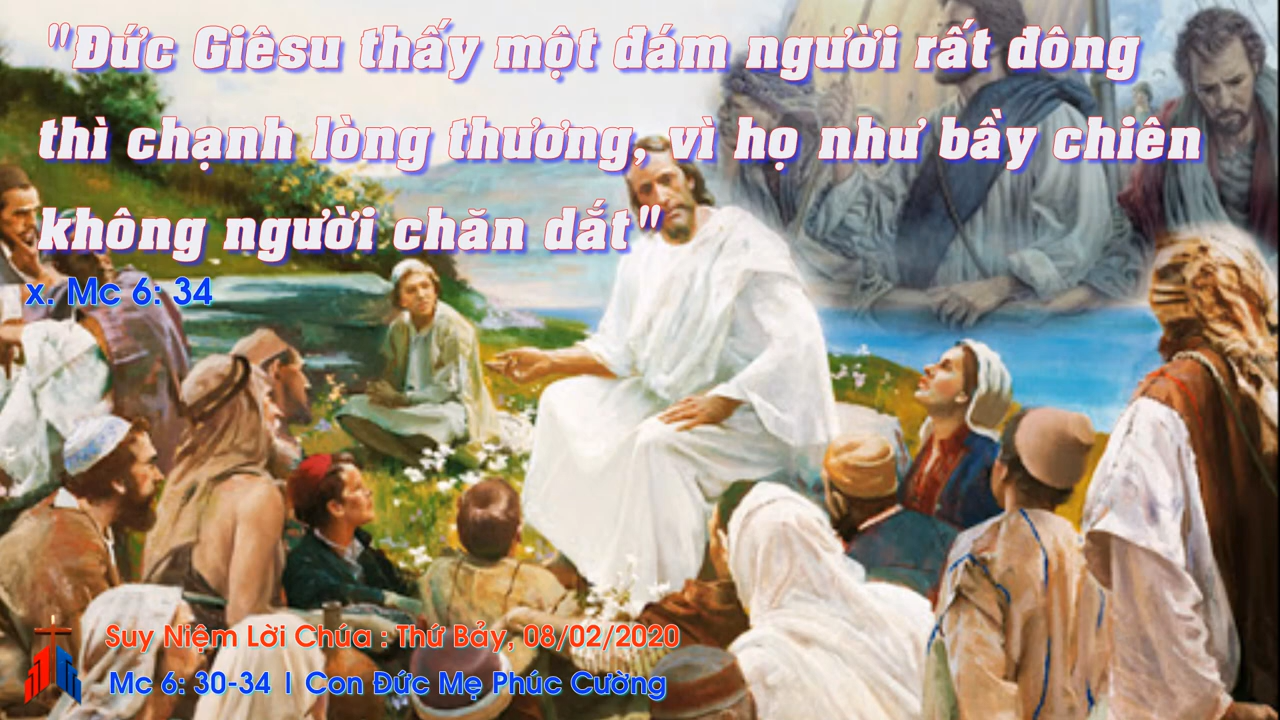 "Đức Giêsu thấy một đám người rất đông
thì chạnh lòng thương, vì họ như bầy chiên
không người chăn dắt"
x. Mc 6: 34
Suy Niệm Lời Chúa : Thứ Bảy, 08/02/2020
Mc 6: 30-34 | Con Đức Mẹ Phúc Cường